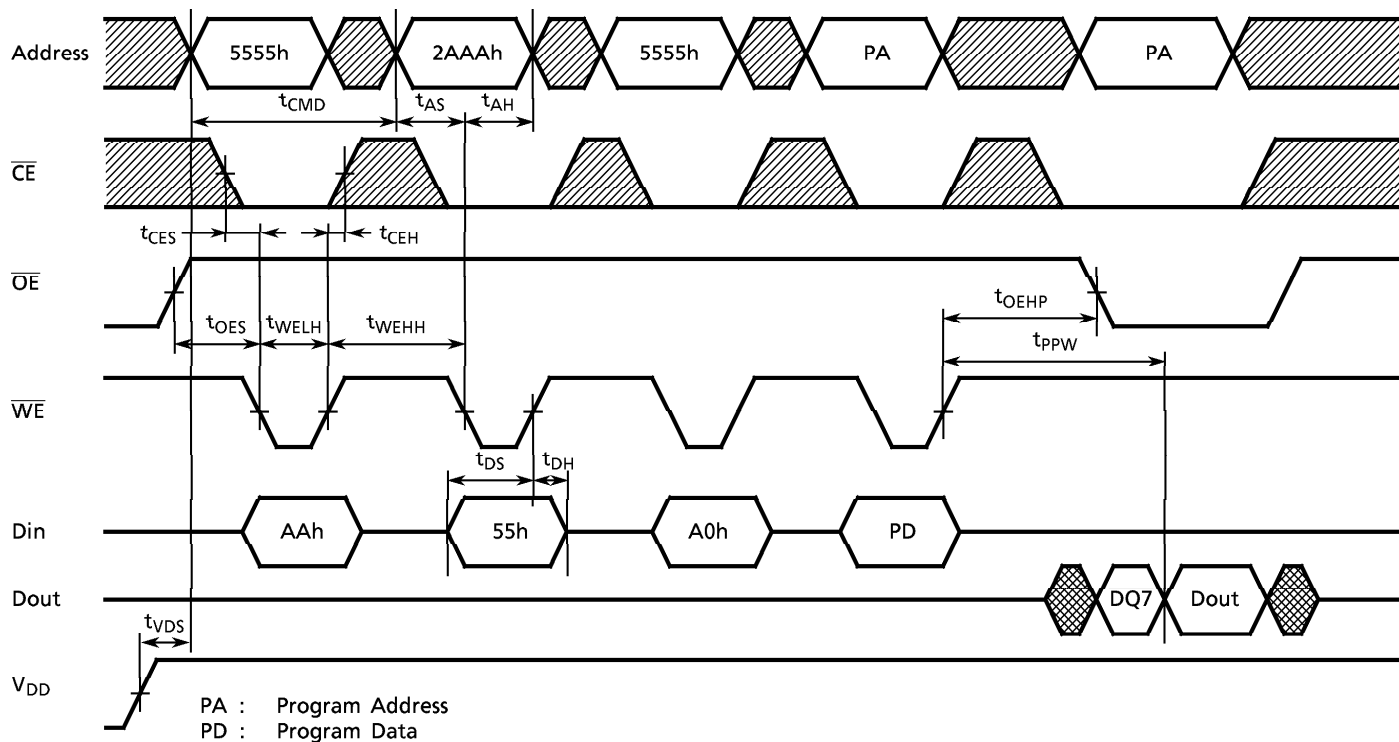 Address 5555h 2AAAh 5555h PA PA
tCMD tAS tAH
CE
tCES tCEH
OE
tOEHP
tOES tWELH tWEHH
tPPW
WE
tDS tDH
Din AAh 55h A0h PD
Dout DQ7 Dout
tVDS
VDD
PA : Program Address
PD : Program Data